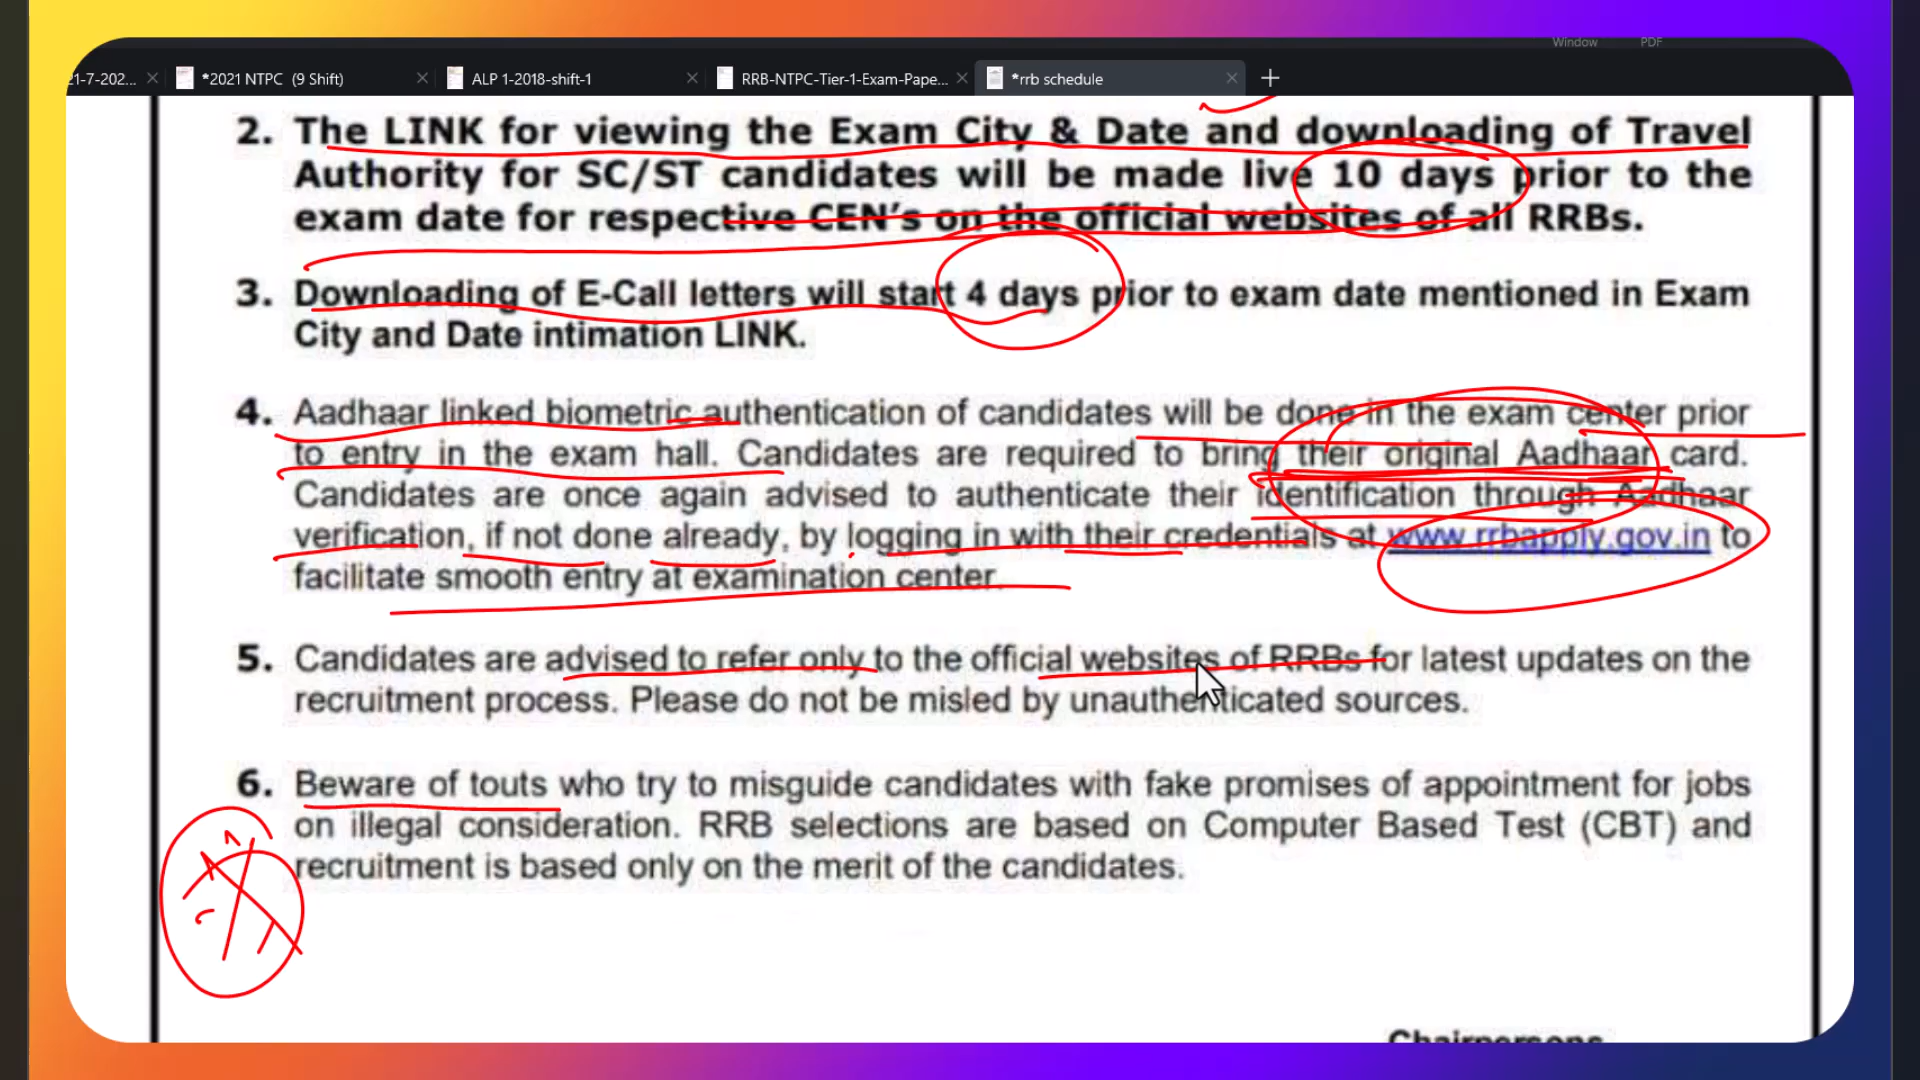 Window PDF
21-7-202... *2021 NTPC (9 Shift) ALP 1-2018-shift-1 RRB-NTPC-Tier-1-Exam-Pape... *rrb schedule
2. The LINK for viewing the Exam City & Date and downloading of Travel
Authority for SC/ST candidates will be made live 10 days prior to the
exam date for respective CEN's on the official websites of all RRBs.
3. Downloading of E-Call letters will start 4 days prior to exam date mentioned in Exam
City and Date intimation LINK.
4. Aadhaar linked biometric authentication of candidates will be done in the exam center prior
to entry in the exam hall. Candidates are required to bring their original Aadhaar card.
Candidates are once again advised to authenticate their identification through Aadhaar
verification, if not done already, by logging in with their credentials at www.rrbapply.gov.in to
facilitate smooth entry at examination center.
5. Candidates are advised to refer only to the official websites of RRBs for latest updates on the
recruitment process. Please do not be misled by unauthenticated sources.
6. Beware of touts who try to misguide candidates with fake promises of appointment for jobs
on illegal consideration. RRB selections are based on Computer Based Test (CBT) and
recruitment is based only on the merit of the candidates.
Chairpersons